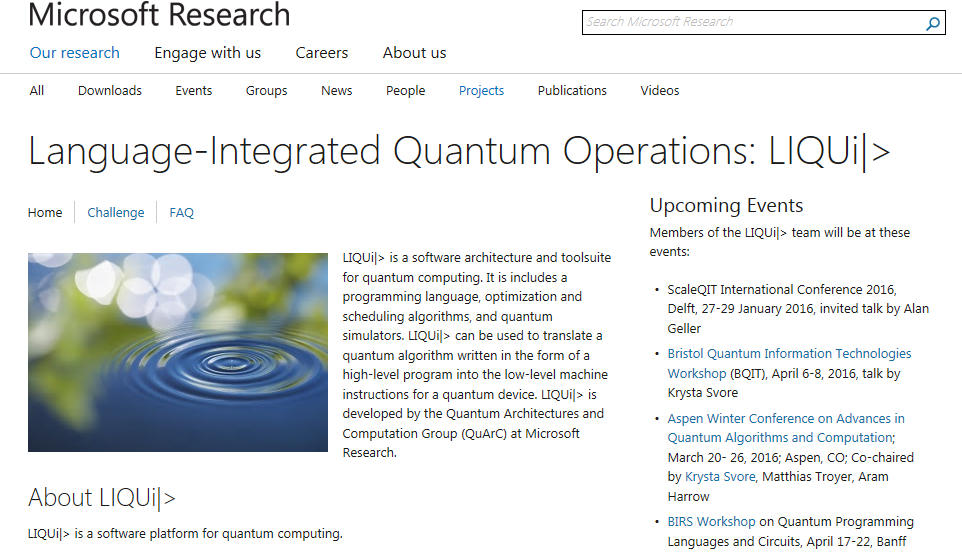 Microsoft Research
Search Microsoft Research
Our research Engage with us Careers About us
All Downloads Events Groups News People Projects Publications Videos
Language-Integrated Quantum Operations: LIQUi|>
Home Challenge FAQ
LIQUi|> is a software architecture and toolsuite
for quantum computing. It is includes a
programming language, optimization and
scheduling algorithms, and quantum
simulators. LIQUi|> can be used to translate a
quantum algorithm written in the form of a
high-level program into the low-level machine
instructions for a quantum device. LIQUi|> is
developed by the Quantum Architectures and
Computation Group (QuArC) at Microsoft
Research.
About LIQUi|>
LIQUi|> is a software platform for quantum computing.
Upcoming Events
Members of the LIQUi|> team will be at these
events:
• ScaleQIT International Conference 2016,
Delft, 27-29 January 2016, invited talk by Alan
Geller
• Bristol Quantum Information Technologies
Workshop (BQIT), April 6-8, 2016, talk by
Krysta Svore
• Aspen Winter Conference on Advances in
Quantum Algorithms and Computation;
March 20- 26, 2016; Aspen, CO; Co-chaired
by Krysta Svore, Matthias Troyer, Aram
Harrow
• BIRS Workshop on Quantum Programming
Languages and Circuits, April 17-22, Banff